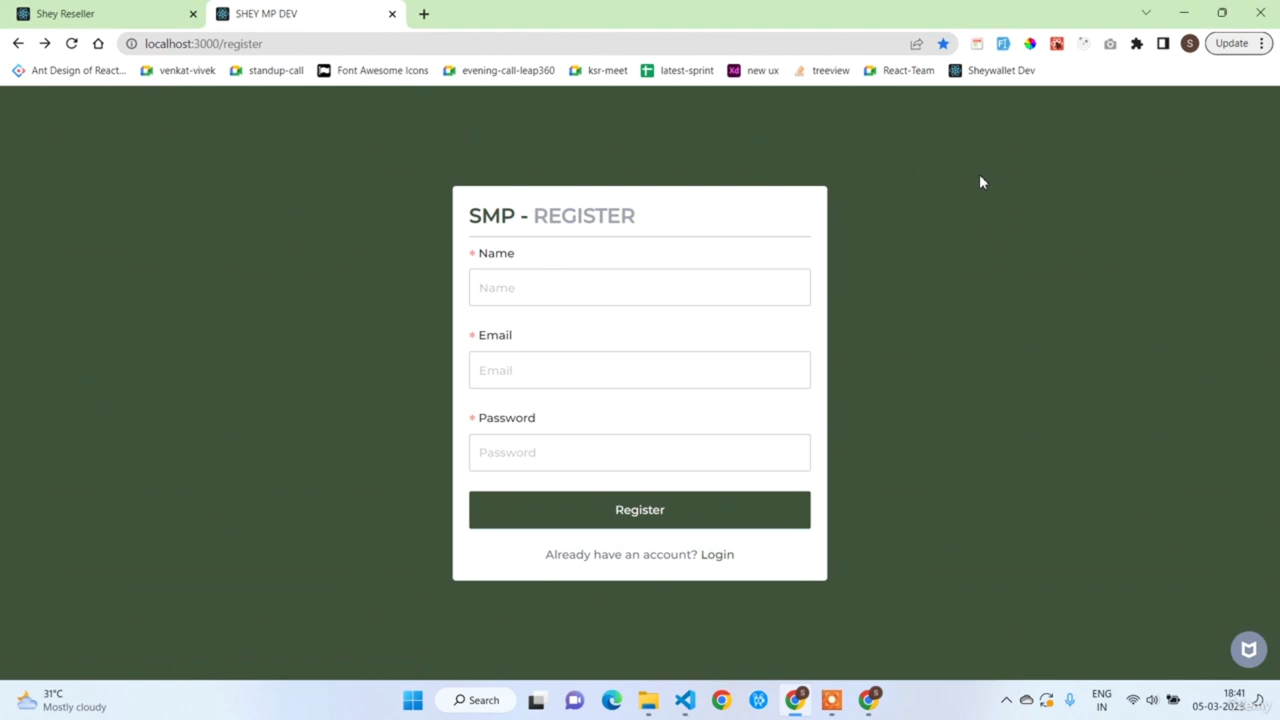 Shey Reseller
SHEY MP DEV
localhost:3000/register
Update
Ant Design of React...
venkat-vivek
standup-call
Font Awesome Icons
evening-call-leap360
ksr-meet
latest-sprint
new ux
treeview
React-Team
Sheywallet Dev
SMP - REGISTER
* Name
Name
* Email
Email
* Password
Password
Register
Already have an account? Login
31°C
Mostly cloudy
Search
ENG
IN
18:41
05-03-2023